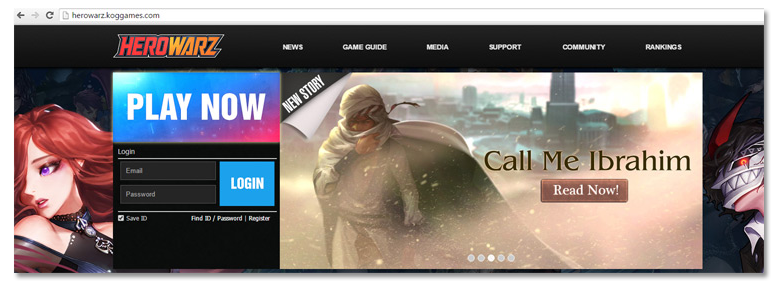 herowarz.koggames.com
HEROWARZ
NEWS
GAME GUIDE
MEDIA
SUPPORT
COMMUNITY
RANKINGS
PLAY NOW
Login
Email
Password
LOGIN
Save ID
Find ID / Password | Register
NEW STORY
Call Me Ibrahim
Read Now!